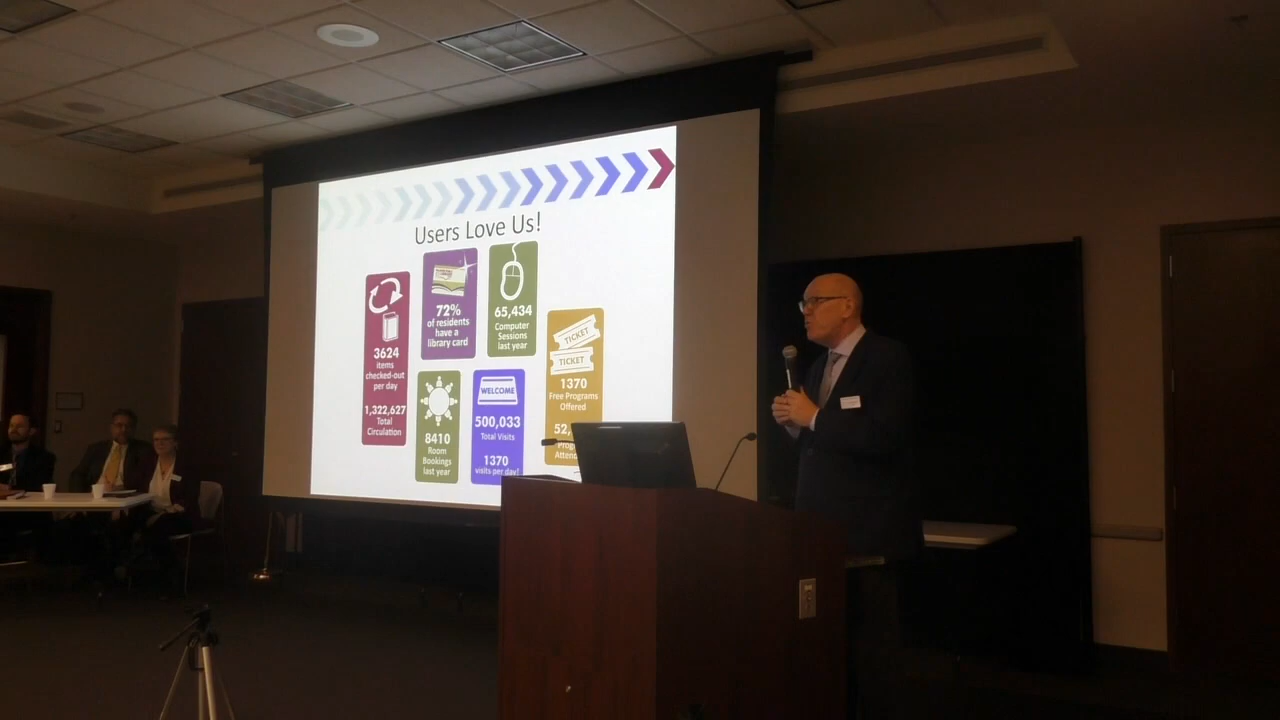 Users Love Us!
3624
items
checked-out
per day
1,322,627
Total
Circulation
72%
of residents
have a
library card
65,434
Computer
Sessions
last year
8410
Room
Bookings
last year
WELCOME
500,033
Total Visits
1370
visits per day!
TICKET
TICKET
1370
Free Programs
Offered
52,